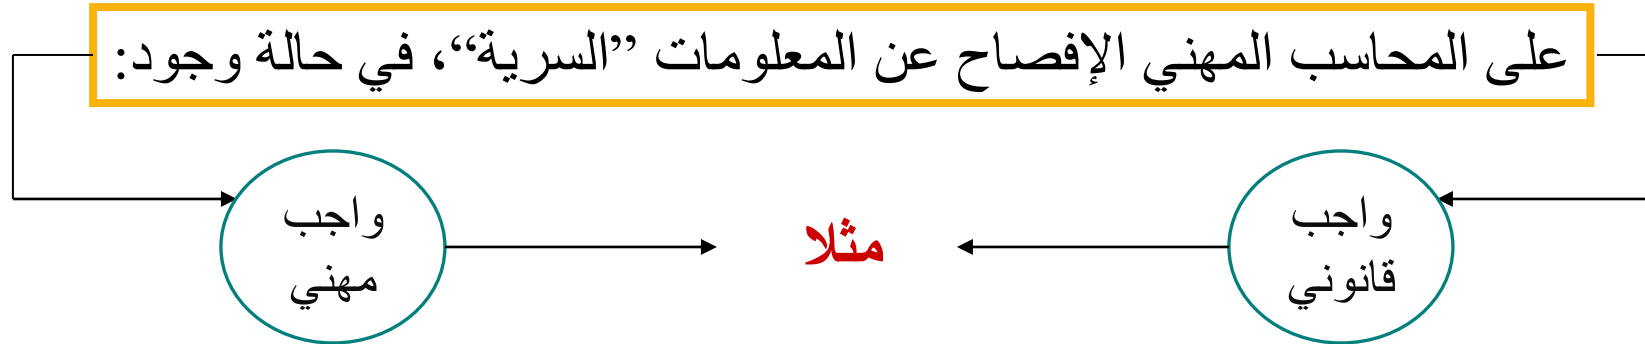 على المحاسب المهني الإفصاح عن المعلومات ”السرية“، في حالة وجود:
واجب
قانوني
مثلا
واجب
مهني